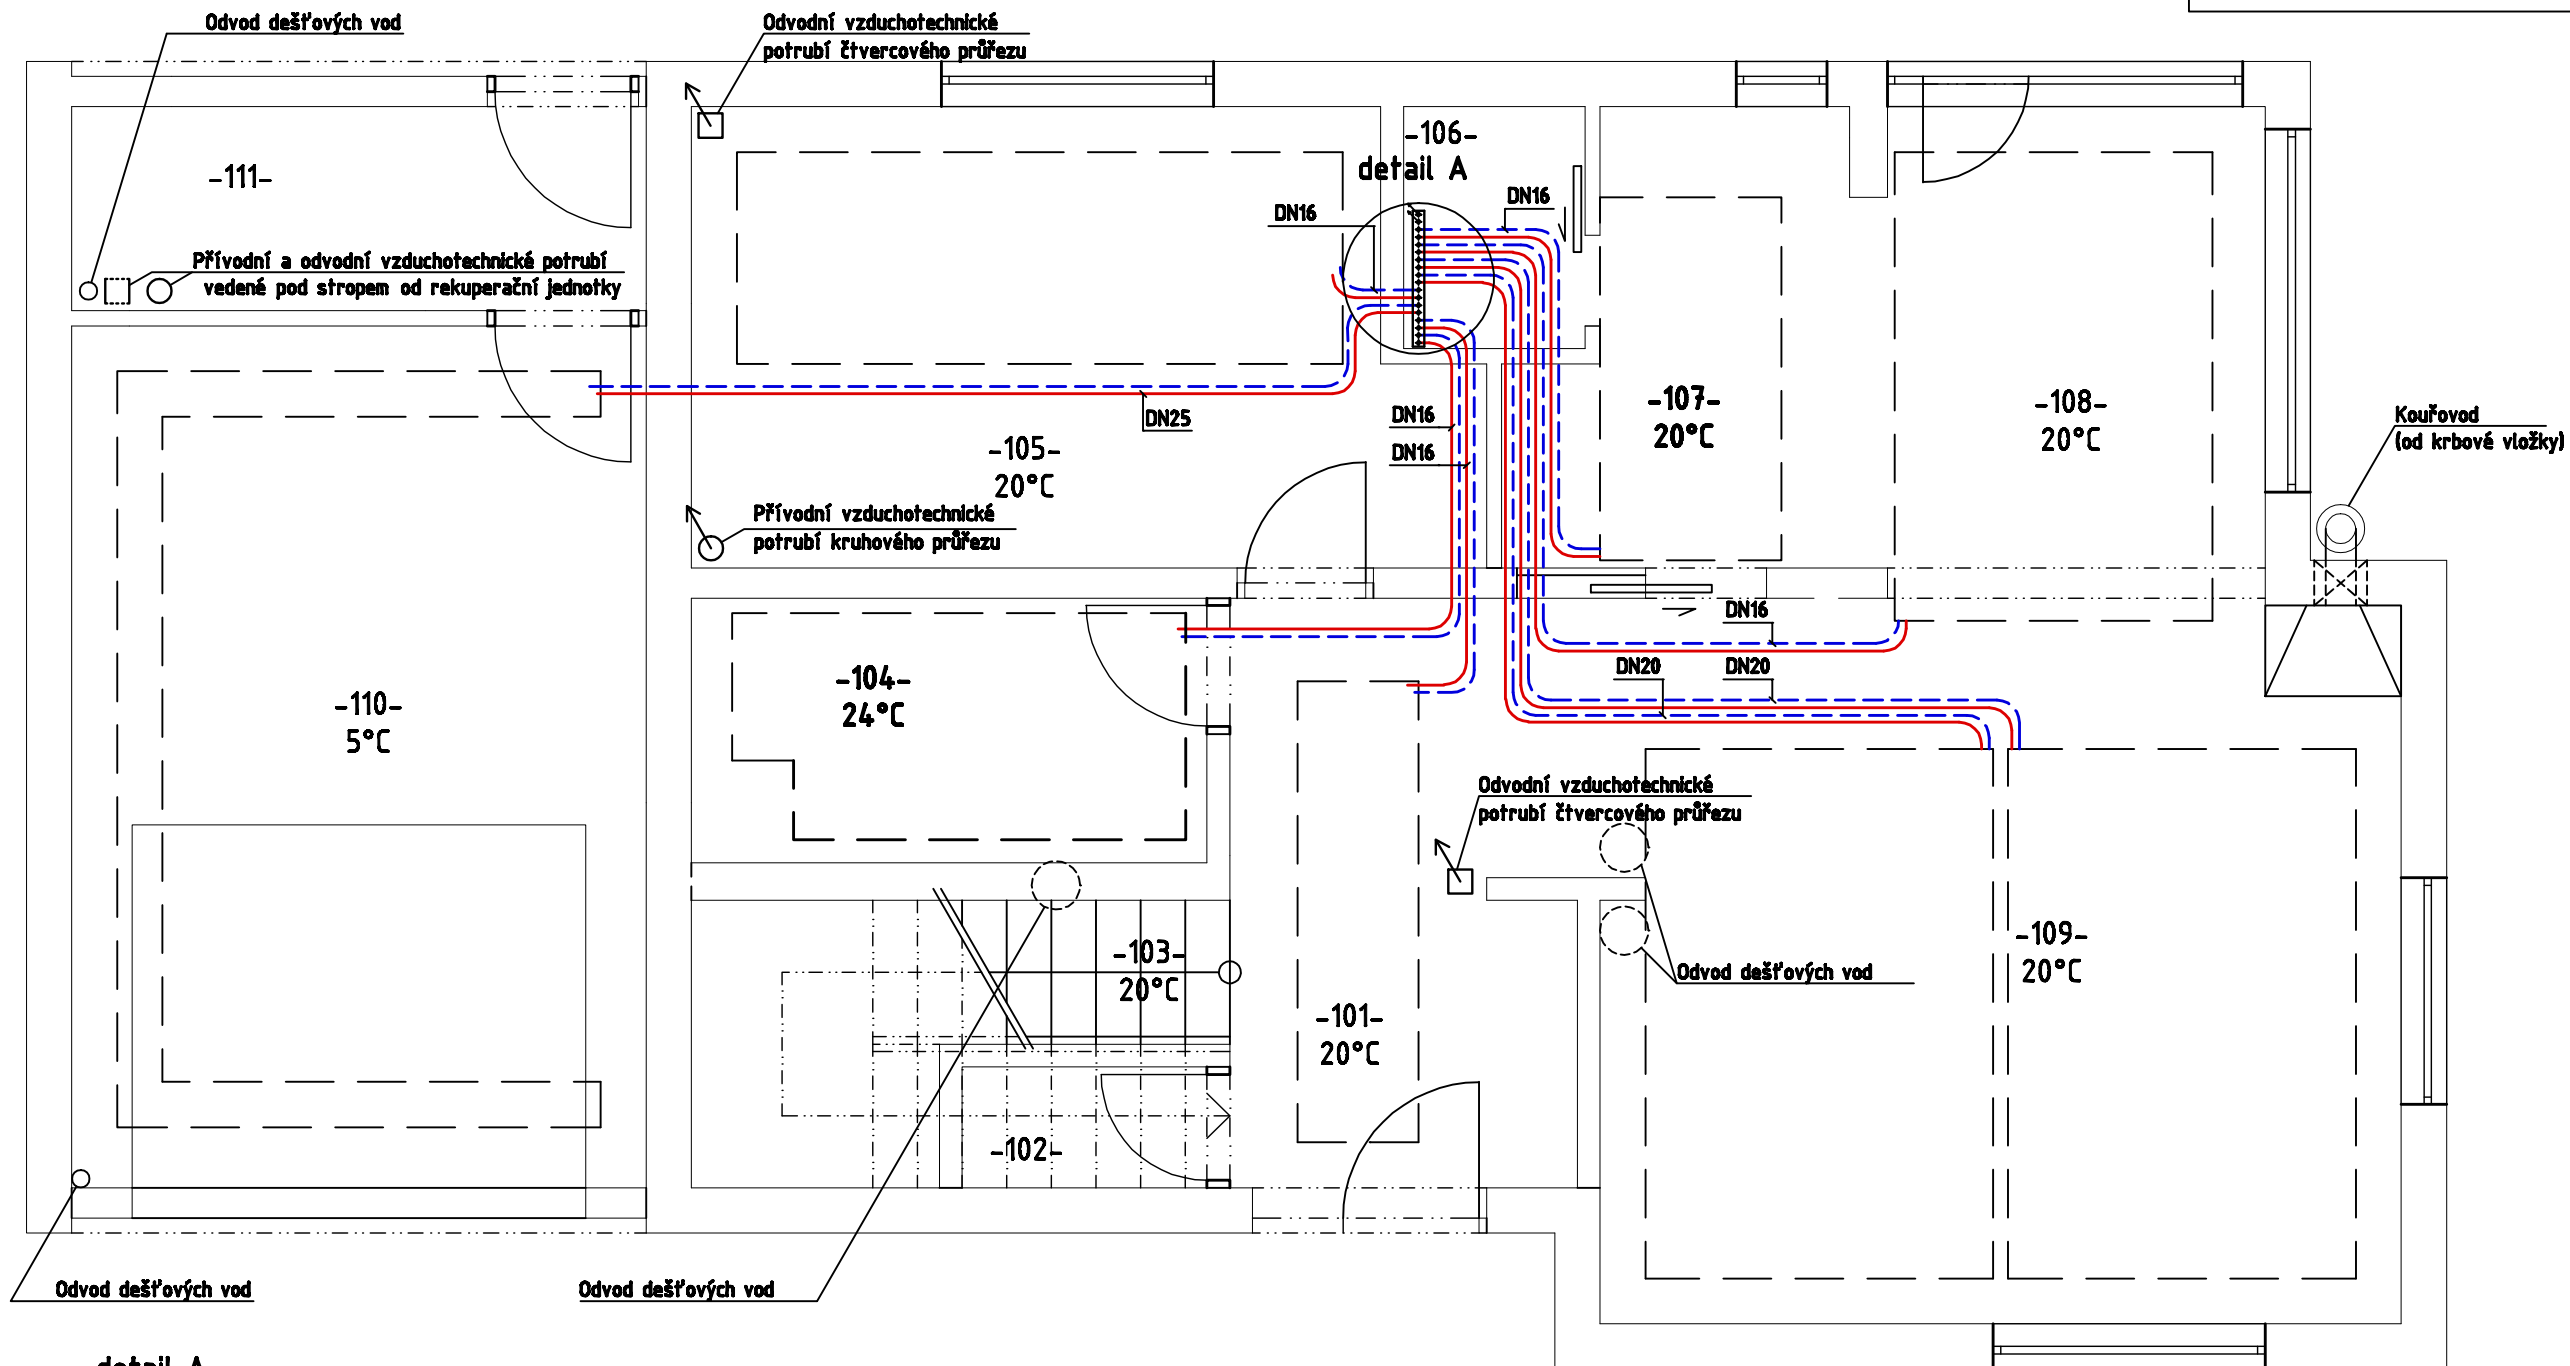 Odvod dešťových vod
Odvodní vzduchotechnické
potrubí čtvercového průřezu
-106-
detail A
-111-
DN16
DN16
Přívodní a odvodní vzduchotechnické potrubí
vedené pod stropem od rekuperační jednotky
-107-
20°C
-108-
20°C
DN25
DN16
DN16
Kouřovod
(od krbové vložky)
-105-
20°C
Přívodní vzduchotechnické
potrubí kruhového průřezu
DN16
-104-
24°C
DN20
DN20
-110-
5°C
Odvodní vzduchotechnické
potrubí čtvercového průřezu
-103-
20°C
-109-
20°C
Odvod dešťových vod
-101-
20°C
-102-
Odvod dešťových vod
Odvod dešťových vod
detail A